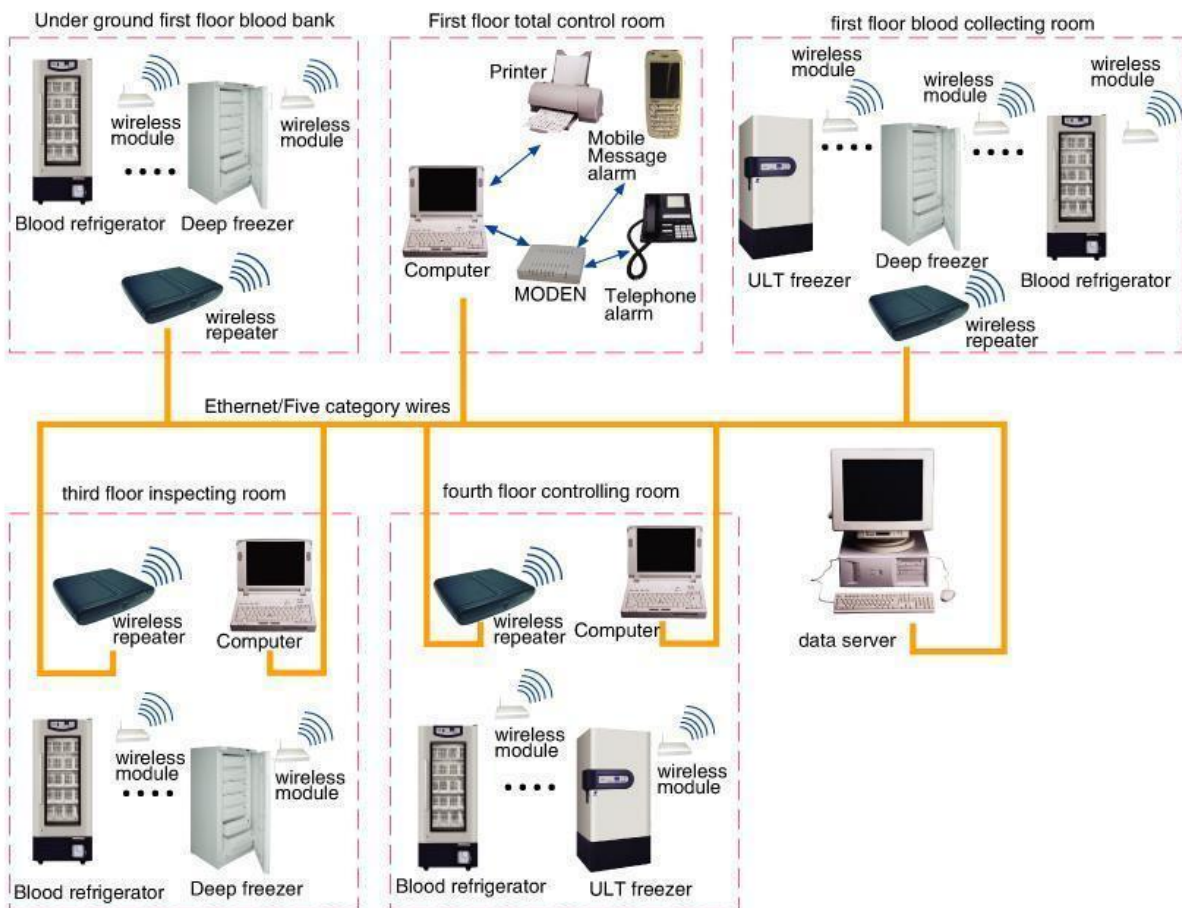 Under ground first floor blood bank
wireless
module
wireless
module
Blood refrigerator
Deep freezer
wireless
repeater
First floor total control room
Printer
Mobile
Message
alarm
Computer
MODEN
Telephone
alarm
first floor blood collecting room
wireless
module
wireless
module
wireless
module
ULT freezer
Deep freezer
Blood refrigerator
wireless
repeater
Ethernet/Five category wires
third floor inspecting room
wireless
repeater
Computer
wireless
module
wireless
module
Blood refrigerator
Deep freezer
fourth floor controlling room
wireless
repeater
Computer
wireless
module
wireless
module
Blood refrigerator
ULT freezer
data server